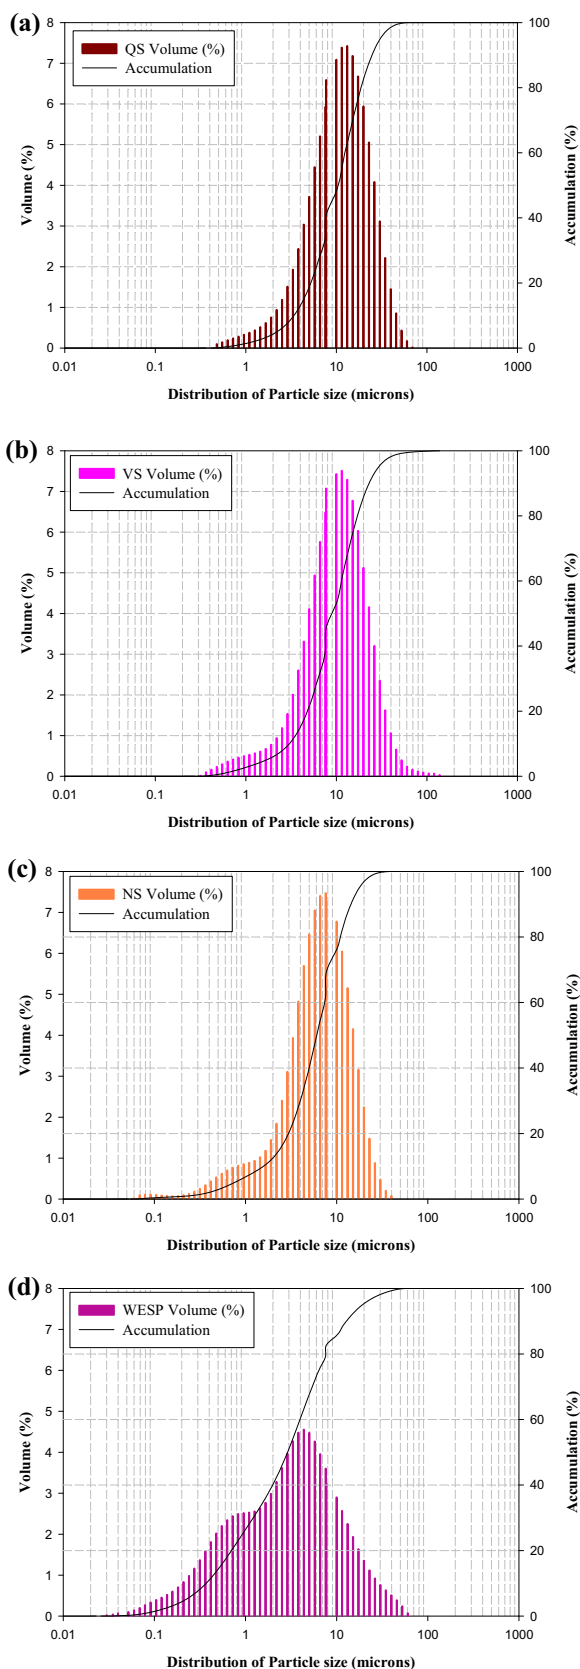 (a)
QS Volume (%)
Accumulation
Volume (%)
8
7
6
5
4
3
2
1
0
100
80
60
40
20
0
Accumulation (%)
0.01 0.1 1 10 100 1000
Distribution of Particle size (microns)
(b)
VS Volume (%)
Accumulation
Volume (%)
8
7
6
5
4
3
2
1
0
100
80
60
40
20
0
Accumulation (%)
0.01 0.1 1 10 100 1000
Distribution of Particle size (microns)
(c)
NS Volume (%)
Accumulation
Volume (%)
8
7
6
5
4
3
2
1
0
100
80
60
40
20
0
Accumulation (%)
0.01 0.1 1 10 100 1000
Distribution of Particle size (microns)
(d)
WESP Volume (%)
Accumulation
Volume (%)
8
7
6
5
4
3
2
1
0
100
80
60
40
20
0
Accumulation (%)
0.01 0.1 1 10 100 1000
Distribution of Particle size (microns)